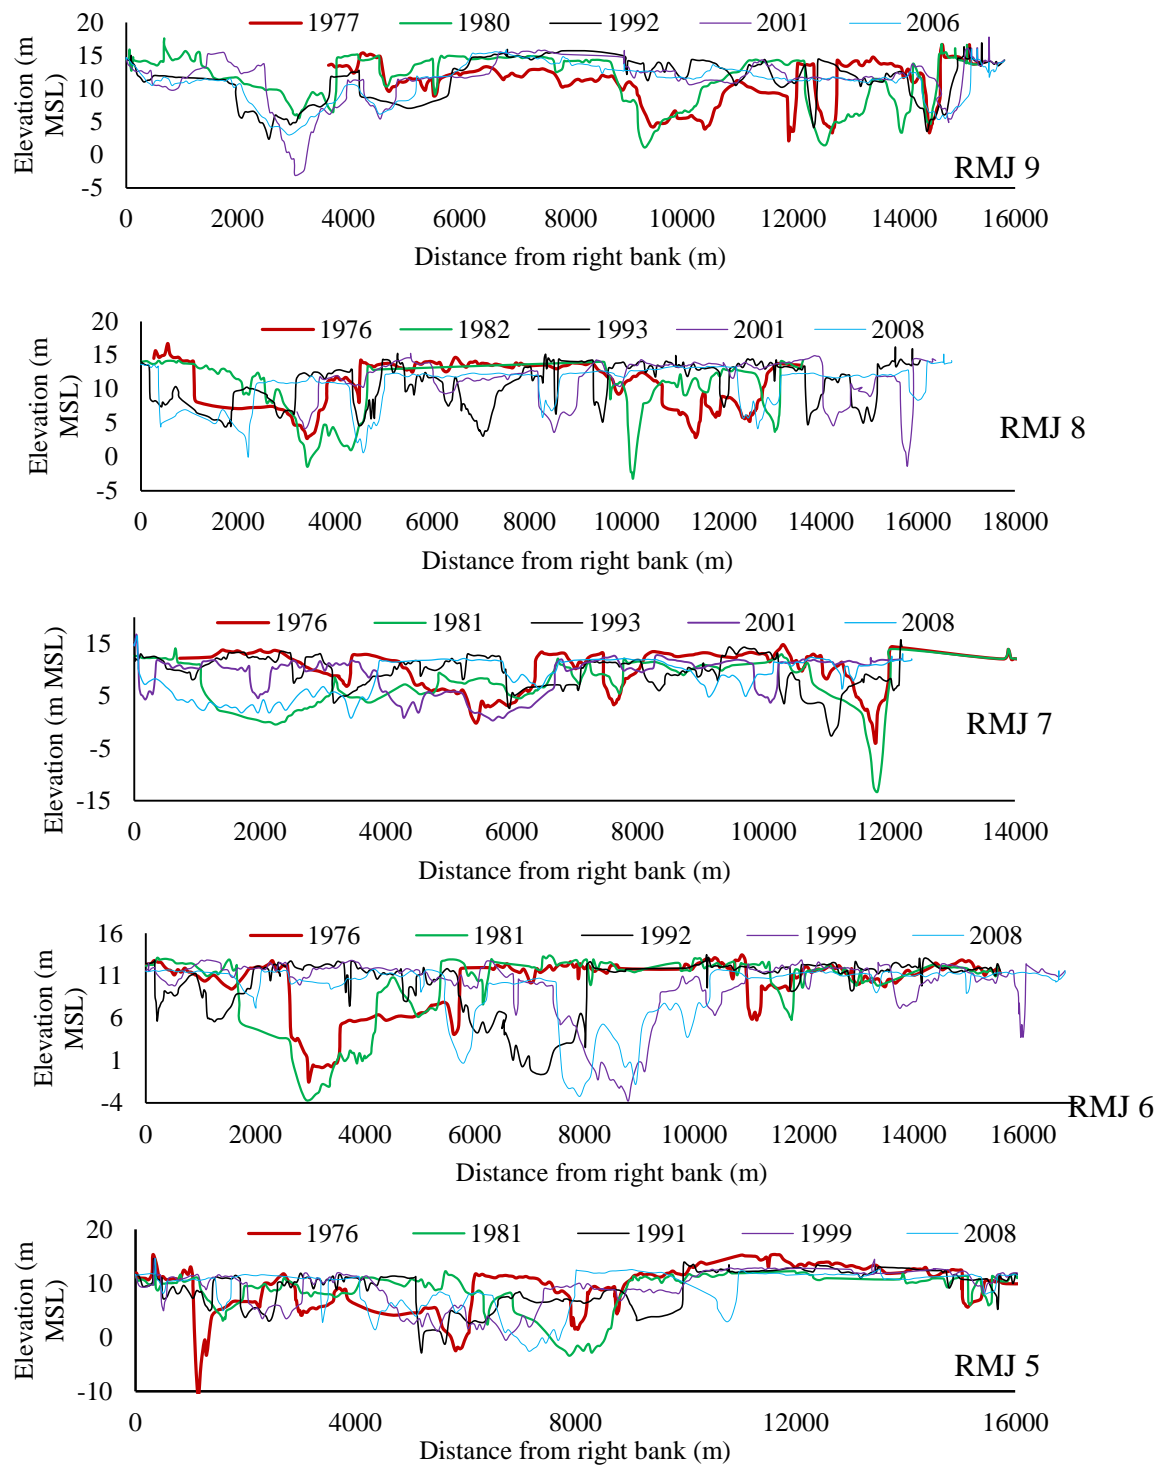 1977 1980 1992 2001 2006
Elevation (m
MSL)
20
15
10
5
0
-5
RMJ 9
0 2000 4000 6000 8000 10000 12000 14000 16000
Distance from right bank (m)
1976 1982 1993 2001 2008
Elevation (m
MSL)
20
15
10
5
0
-5
RMJ 8
0 2000 4000 6000 8000 10000 12000 14000 16000 18000
Distance from right bank (m)
1976 1981 1993 2001 2008
Elevation (m MSL)
15
5
-5
-15
RMJ 7
0 2000 4000 6000 8000 10000 12000 14000
Distance from right bank (m)
1976 1981 1992 1999 2008
Elevation (m
MSL)
16
11
6
1
-4
RMJ 6
0 2000 4000 6000 8000 10000 12000 14000 16000
Distance from right bank (m)
1976 1981 1991 1999 2008
Elevation (m
MSL)
20
10
0
-10
RMJ 5
0 4000 8000 12000 16000
Distance from right bank (m)